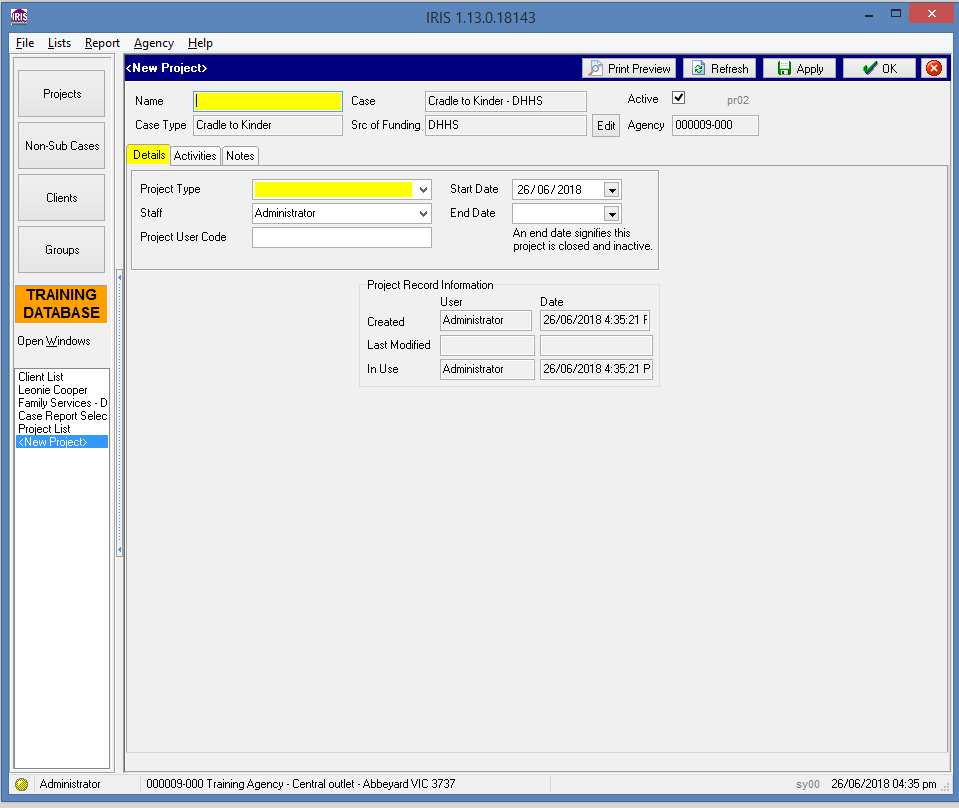 IRIS
IRIS 1.13.0.18143
File Lists Report Agency Help
Projects
Non-Sub Cases
Clients
Groups
TRAINING
DATABASE
Open Windows
Client List
Leonie Cooper
Family Services - D
Case Report Selec
Project List
<New Project>
<New Project>
Print Preview Refresh Apply OK
Name Case Cradle to Kinder - DHHS Active pr02
Case Type Cradle to Kinder Src of Funding DHHS Edit Agency 000009-000
Details Activities Notes
Project Type Start Date 26/06/2018
Staff Administrator End Date
Project User Code An end date signifies this
project is closed and inactive.
Project Record Information
User Date
Created Administrator 26/06/2018 4:35:21 P
Last Modified
In Use Administrator 26/06/2018 4:35:21 P
Administrator 000009-000 Training Agency - Central outlet - Abbeyard VIC 3737 sy00 26/06/2018 04:35 pm